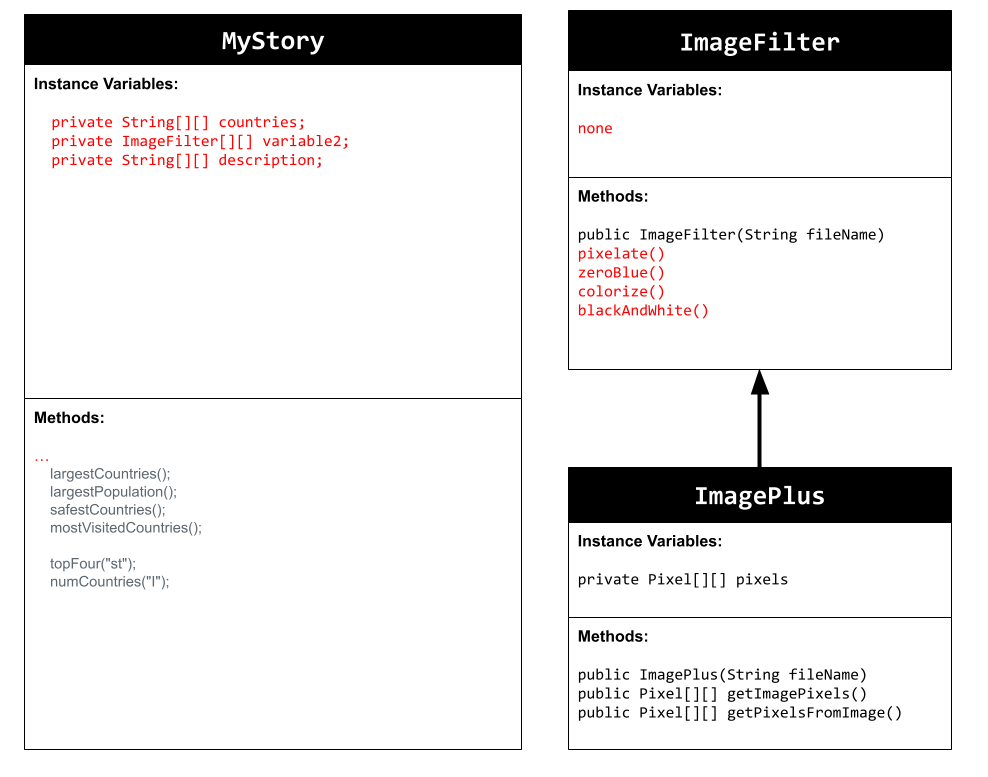 MyStory
Instance Variables:
private String[][] countries;
private ImageFilter[][] variable2;
private String[][] description;
Methods:
...
largestCountries();
largestPopulation();
safestCountries();
mostVisitedCountries();
topFour("st");
numCountries("I");
ImageFilter
Instance Variables:
none
Methods:
public ImageFilter(String fileName)
pixelate()
zeroBlue()
colorize()
blackAndWhite()
ImagePlus
Instance Variables:
private Pixel[][] pixels
Methods:
public ImagePlus(String fileName)
public Pixel[][] getImagePixels()
public Pixel[][] getPixelsFromImage()